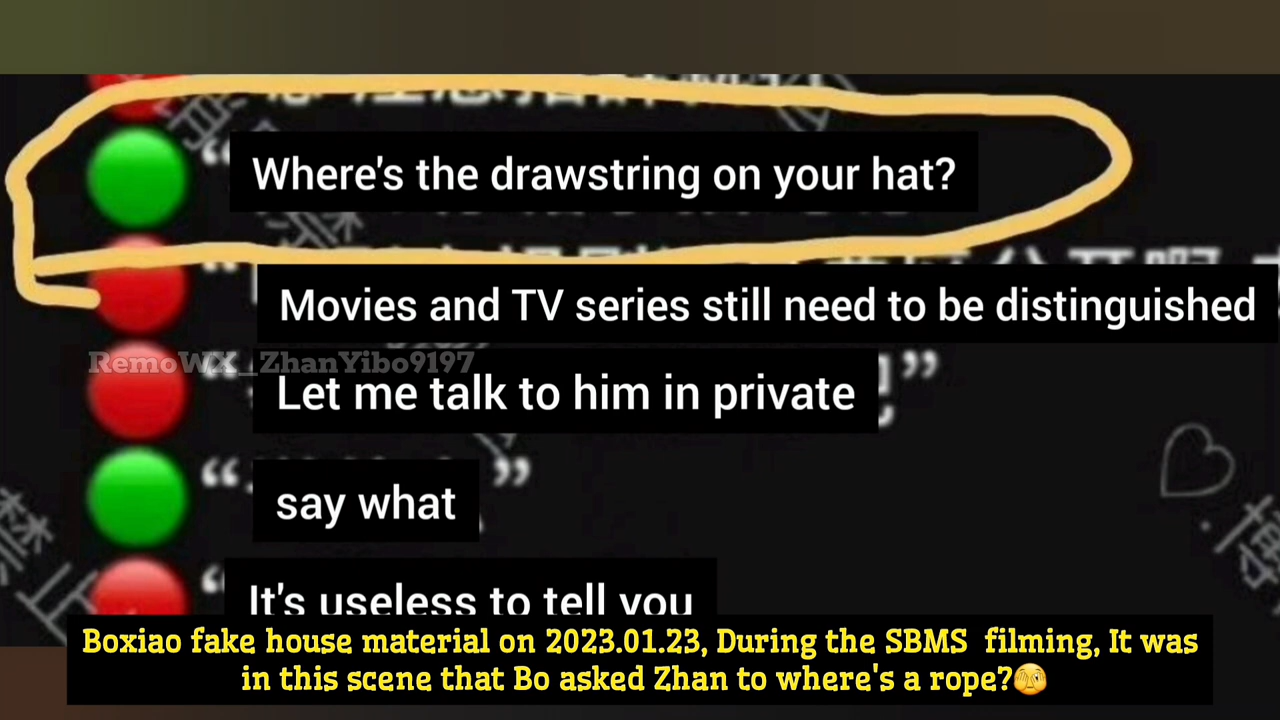 Where's the drawstring on your hat?
Movies and TV series still need to be distinguished
RemoWX_ZhanYibo9197
Let me talk to him in private
say what
It's useless to tell you
Boxiao fake house material on 2023.01.23, During the SBMS filming, It was
in this scene that Bo asked Zhan to where's a rope?🫣